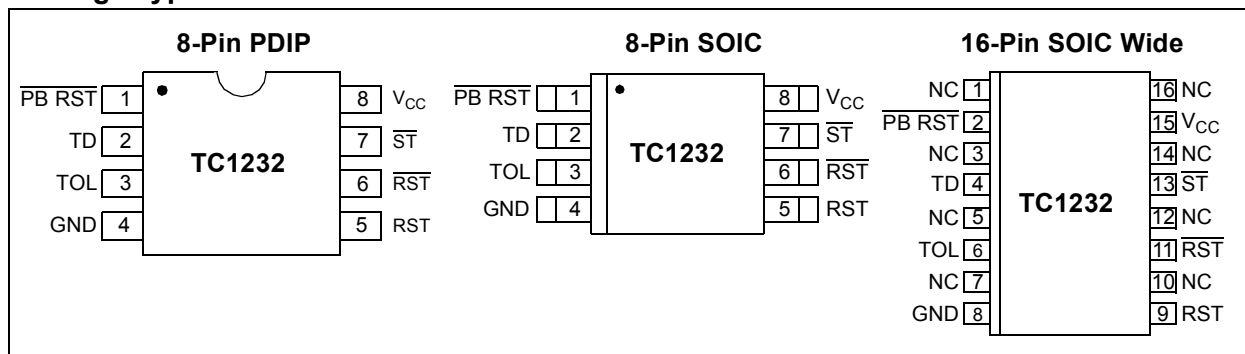 8-Pin PDIP
PB RST 1
TD 2
TOL 3
GND 4
TC1232
8 VCC
7 ST
6 RST
5 RST
8-Pin SOIC
PB RST 1
TD 2
TOL 3
GND 4
TC1232
8 VCC
7 ST
6 RST
5 RST
16-Pin SOIC Wide
NC 1
PB RST 2
NC 3
TD 4
NC 5
TOL 6
NC 7
GND 8
TC1232
16 NC
15 VCC
14 NC
13 ST
12 NC
11 RST
10 NC
9 RST